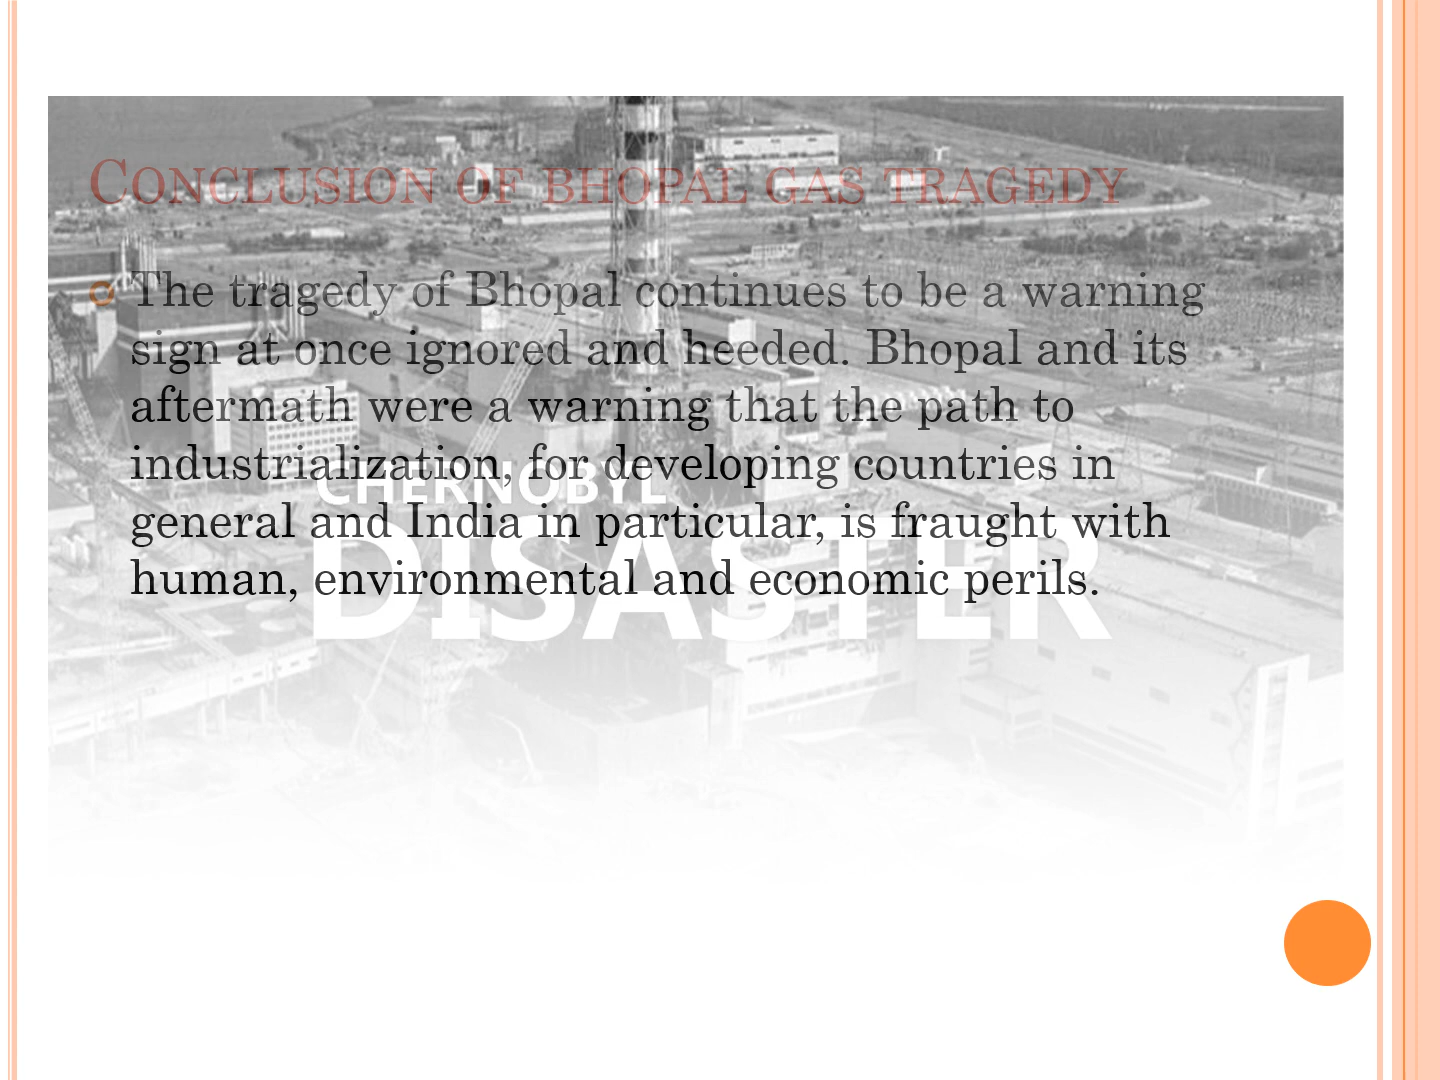 CONCLUSION OF BHOPAL GAS TRAGEDY
The tragedy of Bhopal continues to be a warning
sign at once ignored and heeded. Bhopal and its
aftermath were a warning that the path to
industrialization, for developing countries in
general and India in particular, is fraught with
human, environmental and economic perils.
CHERNOBYL
DISASTER